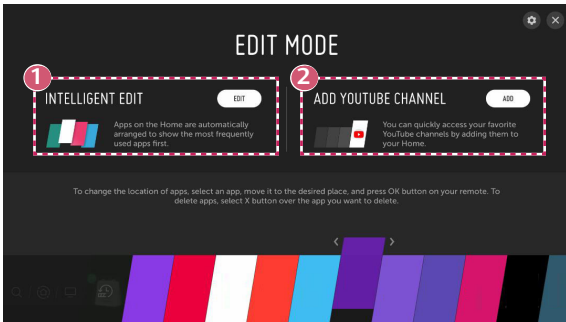 EDIT MODE
1
INTELLIGENT EDIT
EDIT
Apps on the Home are automatically
arranged to show the most frequently
used apps first.
2
ADD YOUTUBE CHANNEL
ADD
You can quickly access your favorite
YouTube channels by adding them to
your Home.
To change the location of apps, select an app, move it to the desired place, and press OK button on your remote. To
delete apps, select X button over the app you want to delete.